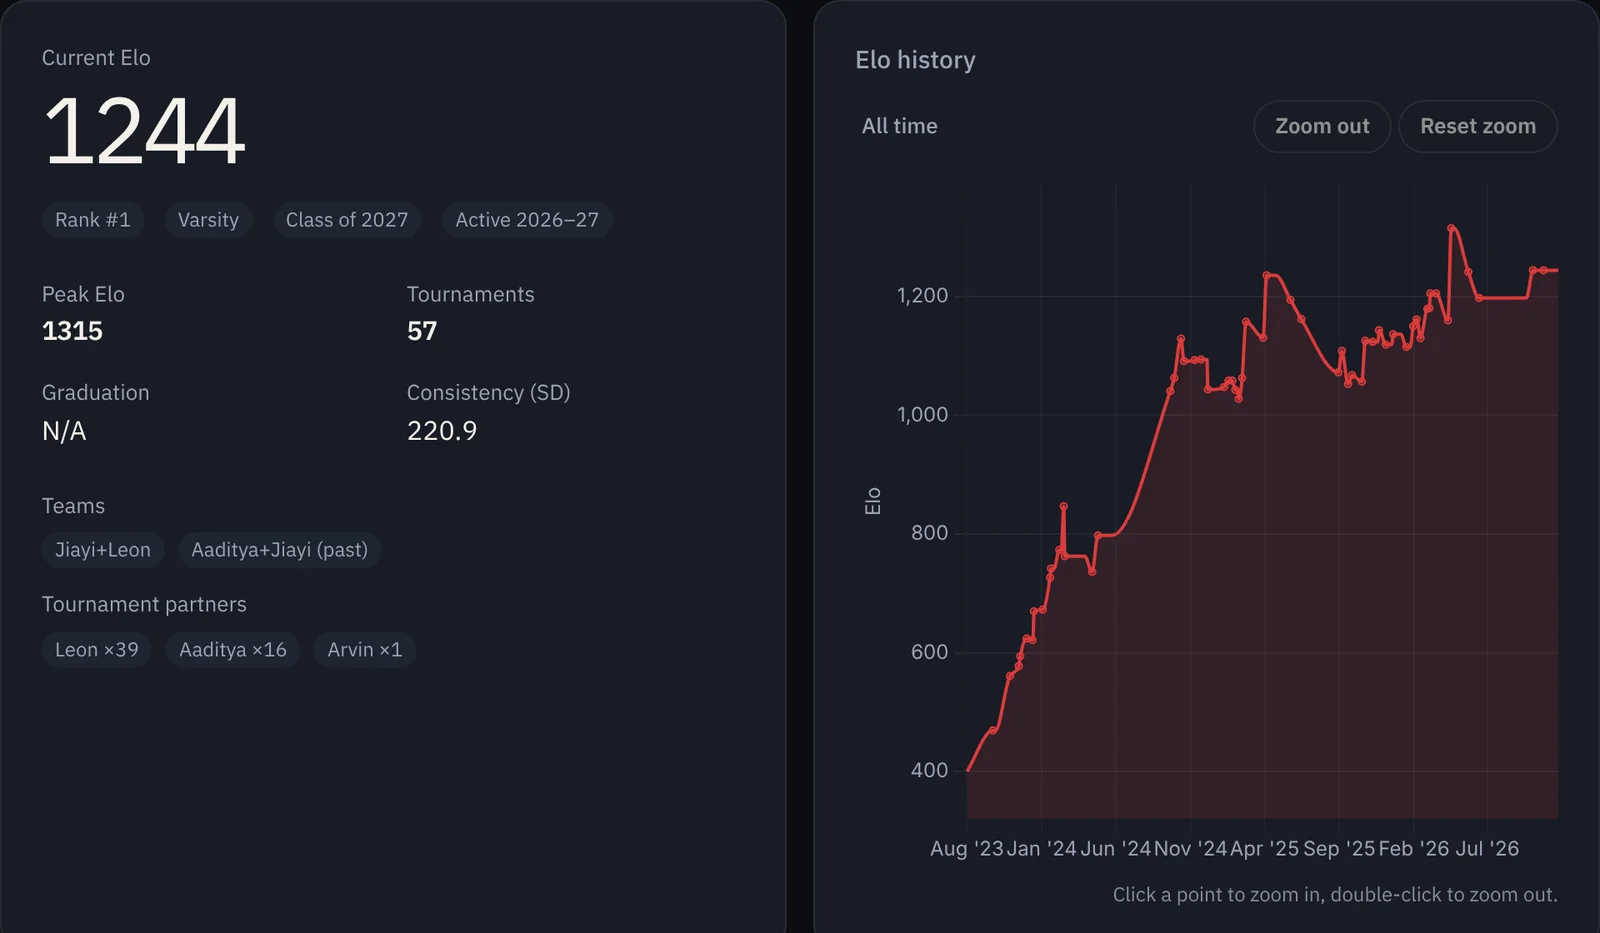 Current Elo
1244
Rank #1 Varsity Class of 2027 Active 2026–27
Peak Elo Tournaments
1315 57
Graduation Consistency (SD)
N/A 220.9
Teams
Jiayi+Leon Aaditya+Jiayi (past)
Tournament partners
Leon ×39 Aaditya ×16 Arvin ×1
Elo history
All time Zoom out Reset zoom
1,200
1,000
Elo
800
600
400
Aug '23 Jan '24 Jun '24 Nov '24 Apr '25 Sep '25 Feb '26 Jul '26
Click a point to zoom in, double-click to zoom out.